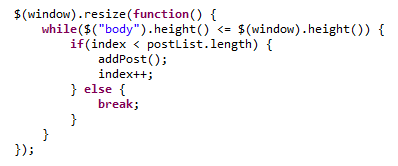 $(window).resize(function() {
    while($("body").height() <= $(window).height()) {
        if(index < postList.length) {
            addPost();
            index++;
        } else {
            break;
        }
    }
});